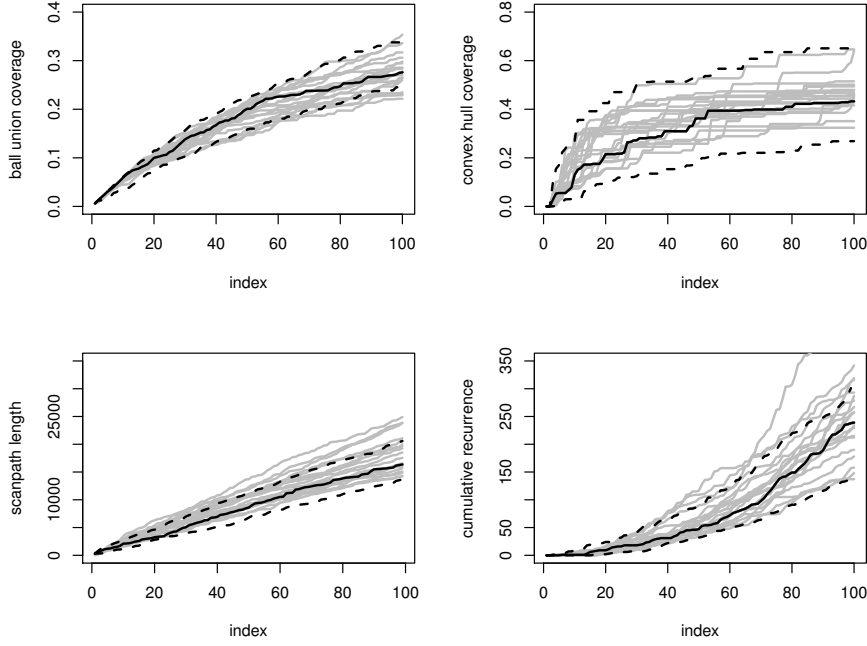 ball union coverage
0.0 0.1 0.2 0.3 0.4
0 20 40 60 80 100
index
convex hull coverage
0.0 0.2 0.4 0.6 0.8
0 20 40 60 80 100
index
scanpath length
0 10000 25000
0 20 40 60 80 100
index
cumulative recurrence
0 50 150 250 350
0 20 40 60 80 100
index